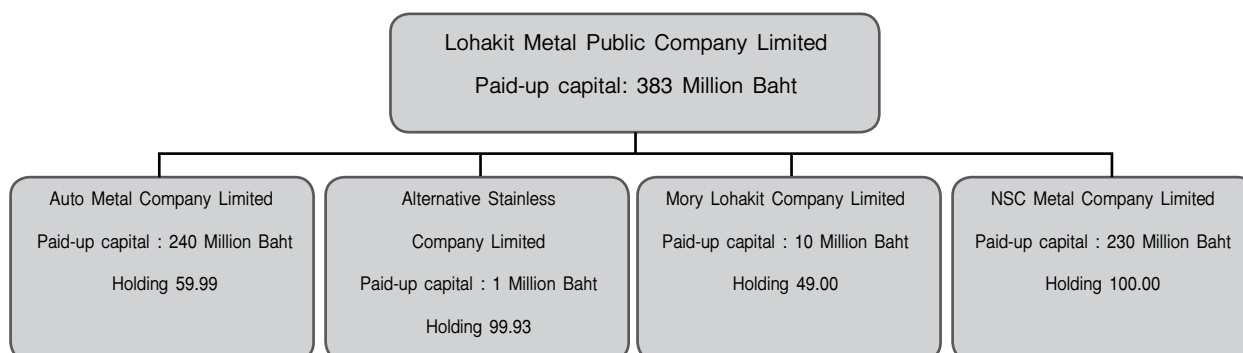 Lohakit Metal Public Company Limited
Paid-up capital: 383 Million Baht
Auto Metal Company Limited
Paid-up capital : 240 Million Baht
Holding 59.99
Alternative Stainless
Company Limited
Paid-up capital : 1 Million Baht
Holding 99.93
Mory Lohakit Company Limited
Paid-up capital : 10 Million Baht
Holding 49.00
NSC Metal Company Limited
Paid-up capital : 230 Million Baht
Holding 100.00